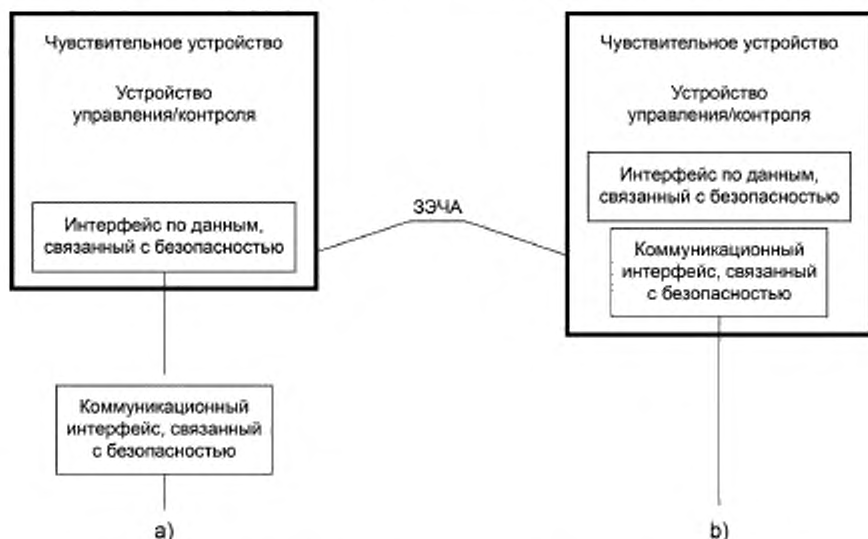 Чувствительное устройство
Устройство
управления/контроля
Интерфейс по данным,
связанный с безопасностью
Коммуникационный
интерфейс, связанный
с безопасностью
a)
ЗЭЧА
Чувствительное устройство
Устройство
управления/контроля
Интерфейс по данным,
связанный с безопасностью
Коммуникационный
интерфейс, связанный
с безопасностью
b)